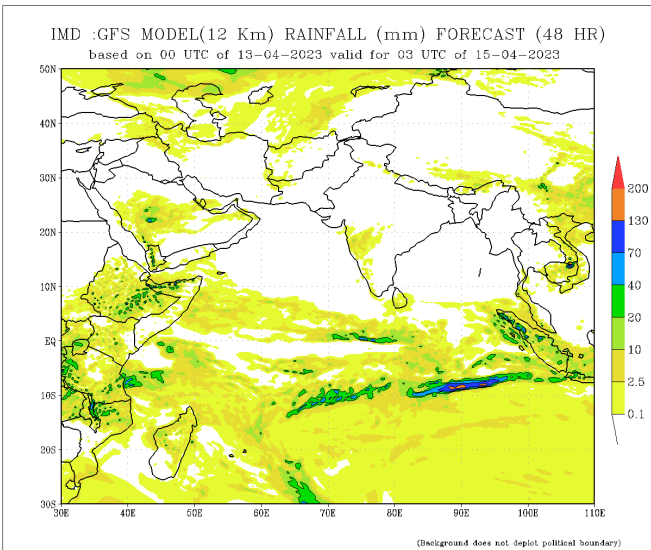 IMD :GFS MODEL(12 Km) RAINFALL (mm) FORECAST (48 HR)
based on 00 UTC of 13-04-2023 valid for 03 UTC of 15-04-2023
50N
40N
30N
20N
10N
EQ
10S
20S
30S
30E 40E 50E 60E 70E 80E 90E 100E 110E
200
130
70
40
20
10
2.5
0.1
(Background does not depict political boundary)